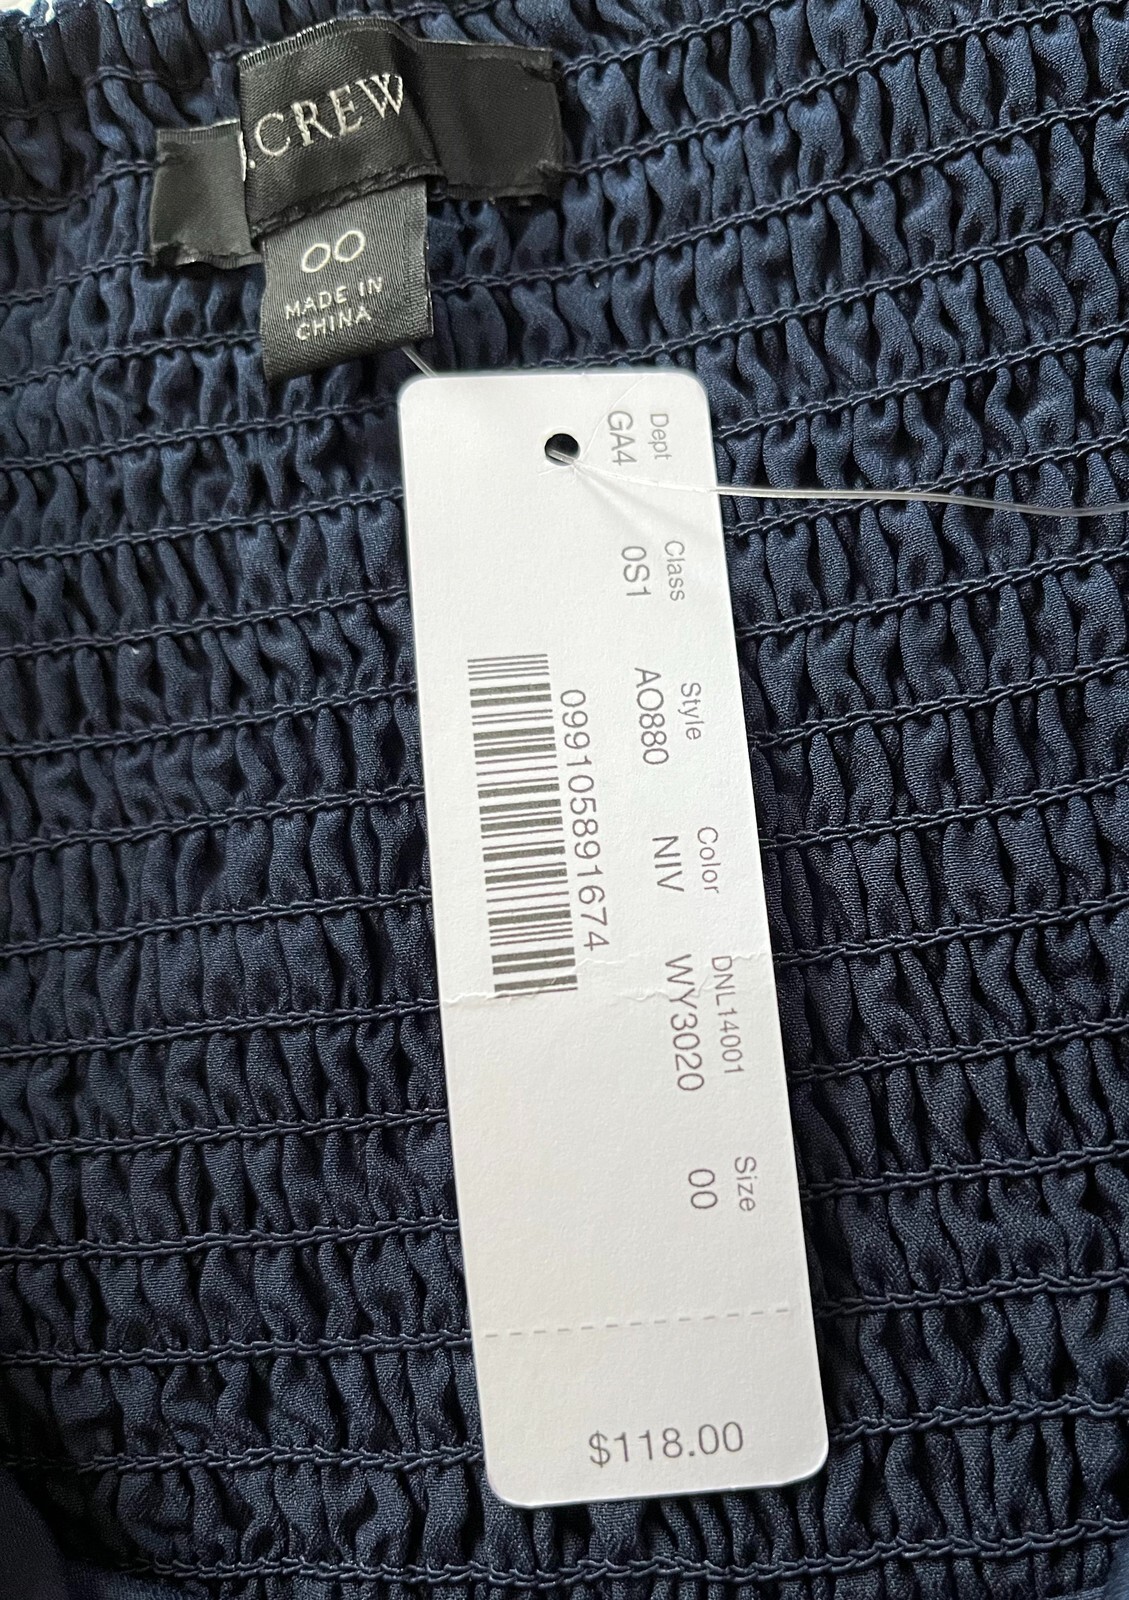 J.CREW
00
MADE IN
CHINA
Dept Class Style Color DNL14001 Size
GA4 0S1 AO880 NIV WY3020 00
099105891674
$118.00